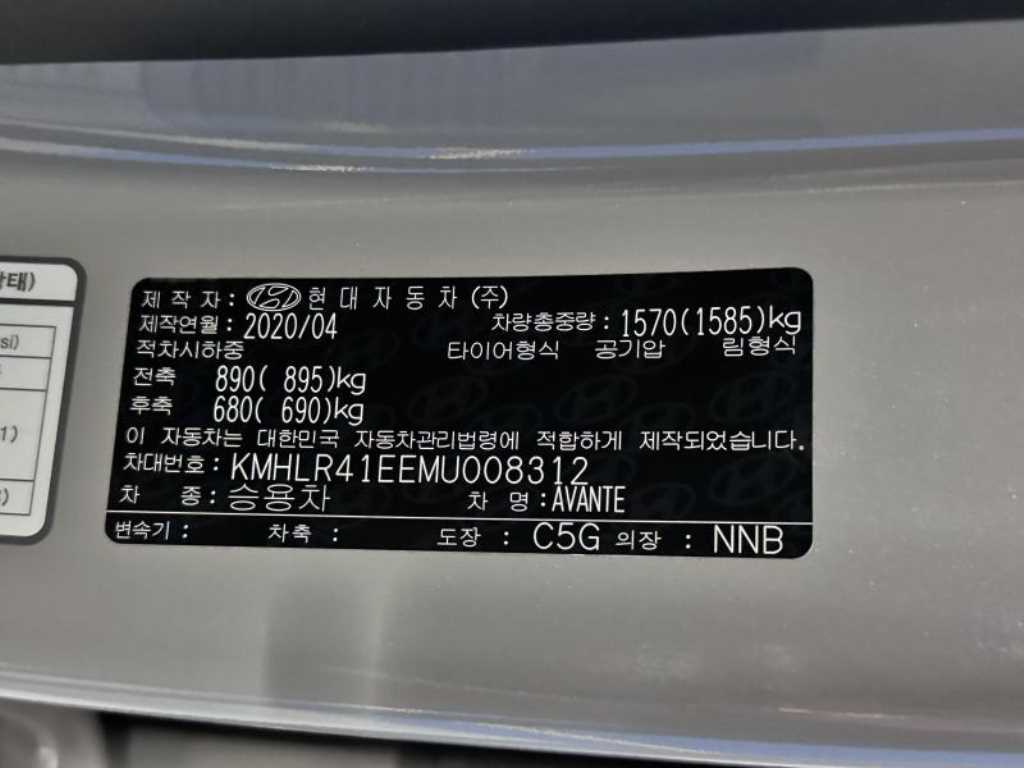 제 작 자 : 현 대 자 동 차 (주)
제작연월 : 2020/04 차량총중량 : 1570(1585)kg
적차시하중 타이어형식 공기압 림형식
전축 890( 895)kg
후축 680( 690)kg
이 자동차는 대한민국 자동차관리법령에 적합하게 제작되었습니다.
차대번호 : KMHLR41EEMU008312
차 종 : 승용차 차 명 : AVANTE
변속기 : 차축 : 도장 : C5G 의장 : NNB
태)
si)
1)